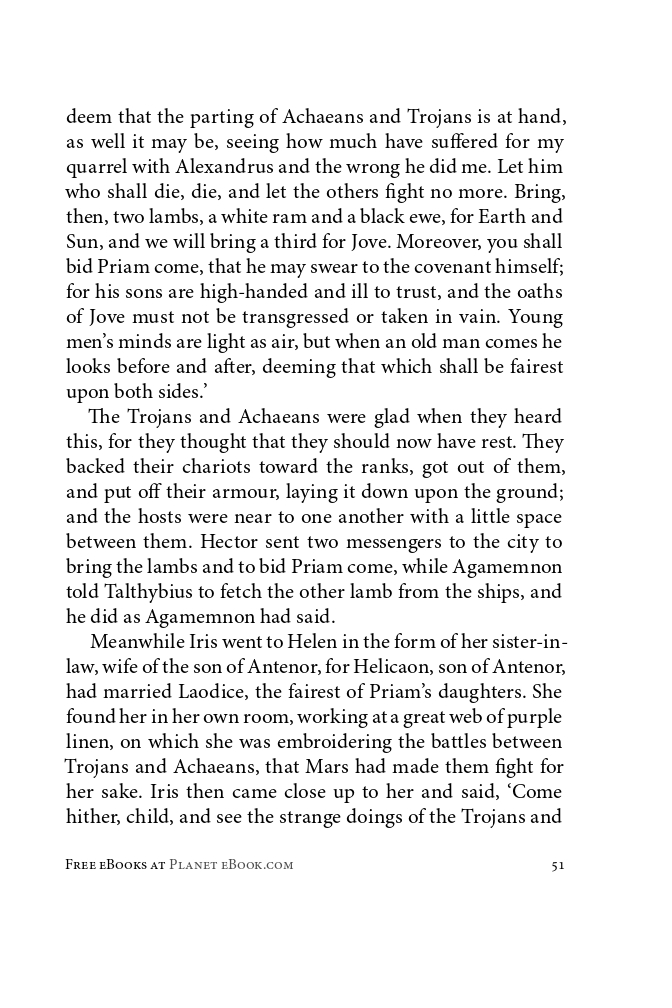 deem that the parting of Achaeans and Trojans is at hand,
as well it may be, seeing how much have suffered for my
quarrel with Alexandrus and the wrong he did me. Let him
who shall die, die, and let the others fight no more. Bring,
then, two lambs, a white ram and a black ewe, for Earth and
Sun, and we will bring a third for Jove. Moreover, you shall
bid Priam come, that he may swear to the covenant himself;
for his sons are high-handed and ill to trust, and the oaths
of Jove must not be transgressed or taken in vain. Young
men’s minds are light as air, but when an old man comes he
looks before and after, deeming that which shall be fairest
upon both sides.’
The Trojans and Achaeans were glad when they heard
this, for they thought that they should now have rest. They
backed their chariots toward the ranks, got out of them,
and put off their armour, laying it down upon the ground;
and the hosts were near to one another with a little space
between them. Hector sent two messengers to the city to
bring the lambs and to bid Priam come, while Agamemnon
told Talthybius to fetch the other lamb from the ships, and
he did as Agamemnon had said.
Meanwhile Iris went to Helen in the form of her sister-in-
law, wife of the son of Antenor, for Helicaon, son of Antenor,
had married Laodice, the fairest of Priam’s daughters. She
found her in her own room, working at a great web of purple
linen, on which she was embroidering the battles between
Trojans and Achaeans, that Mars had made them fight for
her sake. Iris then came close up to her and said, ‘Come
hither, child, and see the strange doings of the Trojans and
Free eBooks at Planet eBook.com 51